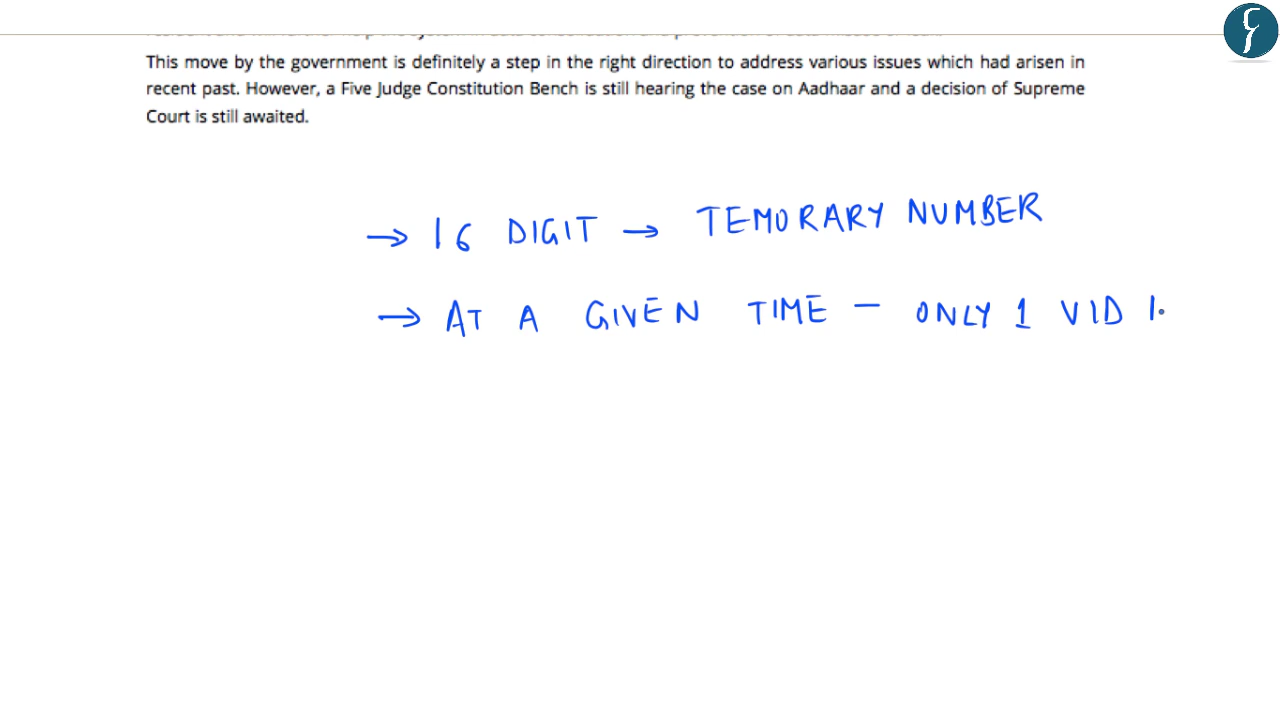 This move by the government is definitely a step in the right direction to address various issues which had arisen in
recent past. However, a Five Judge Constitution Bench is still hearing the case on Aadhaar and a decision of Supreme
Court is still awaited.
→ 16 DIGIT → TEMORARY NUMBER
→ AT A GIVEN TIME – ONLY 1 VID